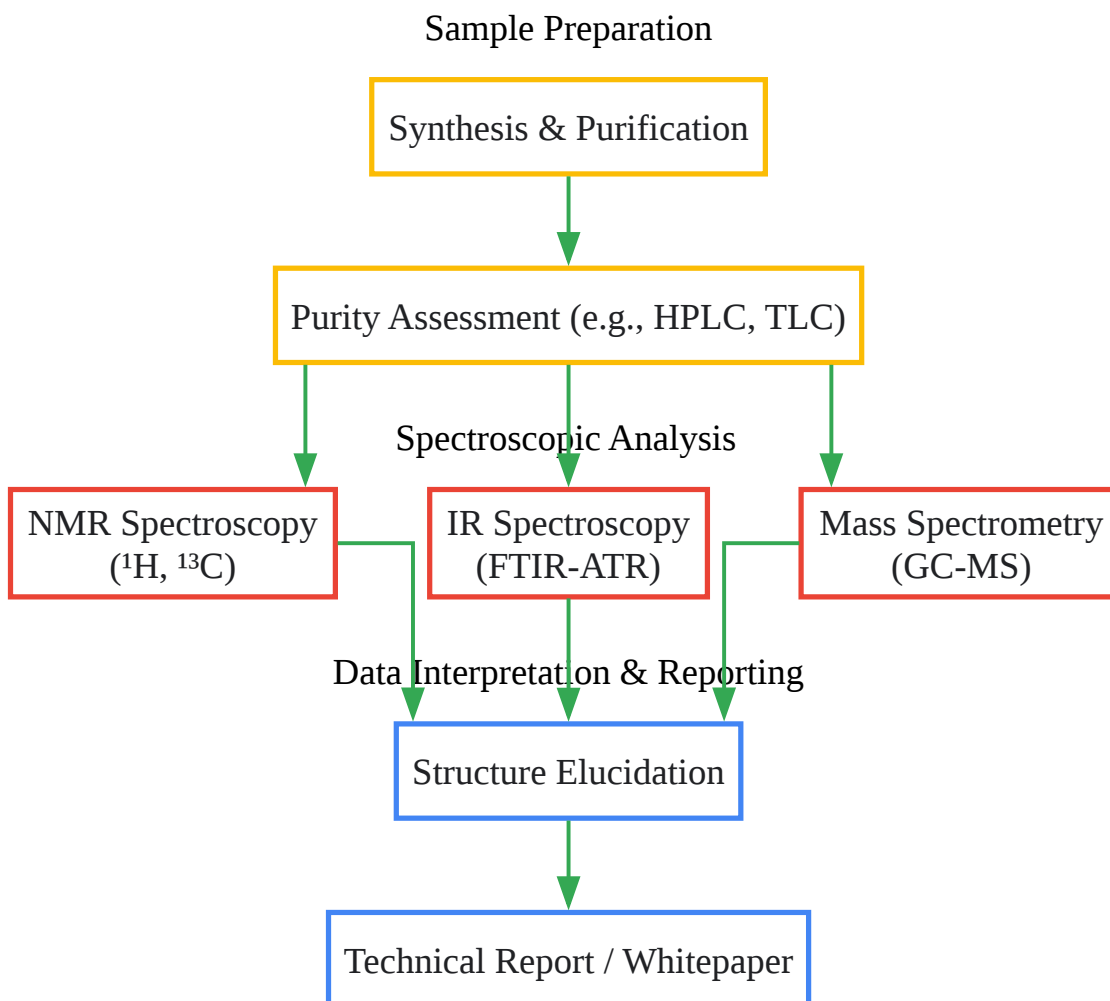 Sample Preparation
Synthesis & Purification
Purity Assessment (e.g., HPLC, TLC)
Spectroscopic Analysis
NMR Spectroscopy
(¹H, ¹³C)
IR Spectroscopy
(FTIR-ATR)
Mass Spectrometry
(GC-MS)
Data Interpretation & Reporting
Structure Elucidation
Technical Report / Whitepaper